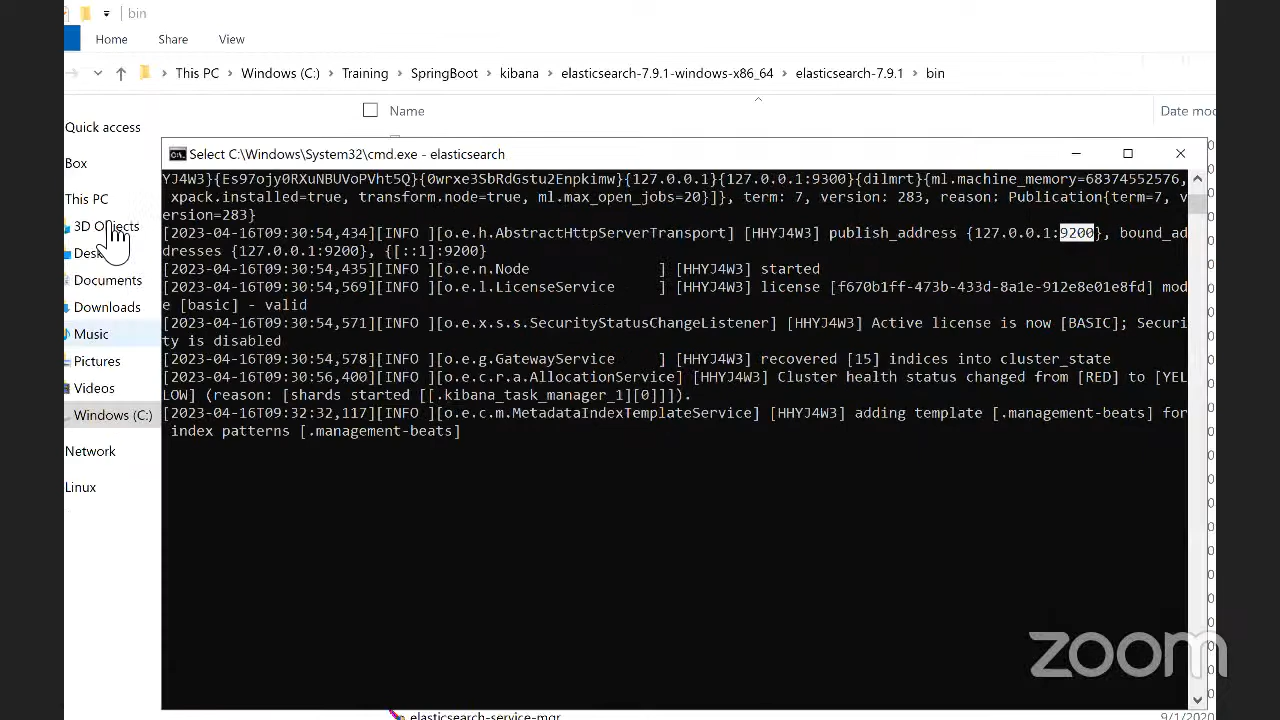 bin
Home Share View
This PC Windows (C:) Training SpringBoot kibana elasticsearch-7.9.1-windows-x86_64 elasticsearch-7.9.1 bin
Name
Quick access
Box
This PC
3D Objects
Documents
Downloads
Music
Pictures
Videos
Windows (C:)
Network
Linux
Select C:\Windows\System32\cmd.exe - elasticsearch
YJ4W3}{Es97ojy0RXuNBUVoPVht5Q}{0wrxe3SbRdGstu2Enpkimw}{127.0.0.1}{127.0.0.1:9300}{dilmrt}{ml.machine_memory=68374552576,
xpack.installed=true, transform.node=true, ml.max_open_jobs=20}]}, term: 7, version: 283, reason: Publication{term=7, v
ersion=283}
[2023-04-16T09:30:54,434][INFO ][o.e.h.AbstractHttpServerTransport] [HHYJ4W3] publish_address {127.0.0.1:9200}, bound_ad
dresses {127.0.0.1:9200}, {[::1]:9200}
[2023-04-16T09:30:54,435][INFO ][o.e.n.Node ] [HHYJ4W3] started
[2023-04-16T09:30:54,569][INFO ][o.e.l.LicenseService ] [HHYJ4W3] license [f670b1ff-473b-433d-8a1e-912e8e01e8fd] mod
e [basic] - valid
[2023-04-16T09:30:54,571][INFO ][o.e.x.s.s.SecurityStatusChangeListener] [HHYJ4W3] Active license is now [BASIC]; Securi
ty is disabled
[2023-04-16T09:30:54,578][INFO ][o.e.g.GatewayService ] [HHYJ4W3] recovered [15] indices into cluster_state
[2023-04-16T09:30:56,400][INFO ][o.e.c.r.a.AllocationService] [HHYJ4W3] Cluster health status changed from [RED] to [YEL
LOW] (reason: [shards started [[.kibana_task_manager_1][0]]]).
[2023-04-16T09:32:32,117][INFO ][o.e.c.m.MetadataIndexTemplateService] [HHYJ4W3] adding template [.management-beats] for
index patterns [.management-beats]
zoom
elasticsearch-service-mgr